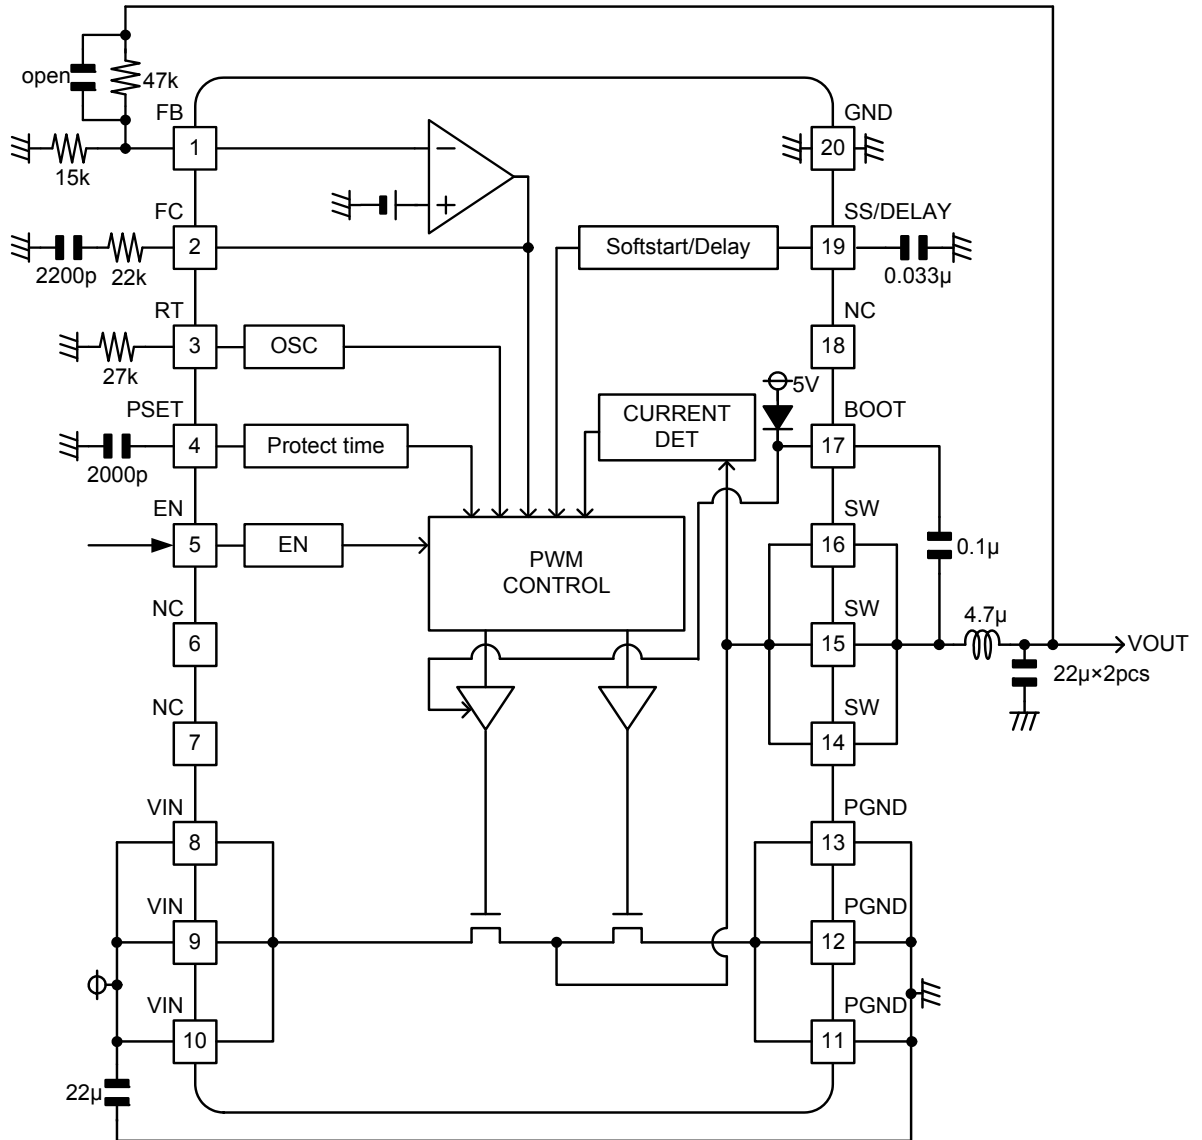 open
47k
FB
1
15k
−
+
GND
20
FC
2
2200p
22k
Softstart/Delay
SS/DELAY
19
0.033µ
RT
3
27k
OSC
NC
18
PSET
4
2000p
Protect time
CURRENT
DET
5V
BOOT
17
EN
5
EN
PWM
CONTROL
SW
16
0.1µ
NC
6
SW
15
4.7µ
VOUT
22µ×2pcs
NC
7
SW
14
VIN
8
PGND
13
VIN
9
PGND
12
VIN
10
PGND
11
22µ